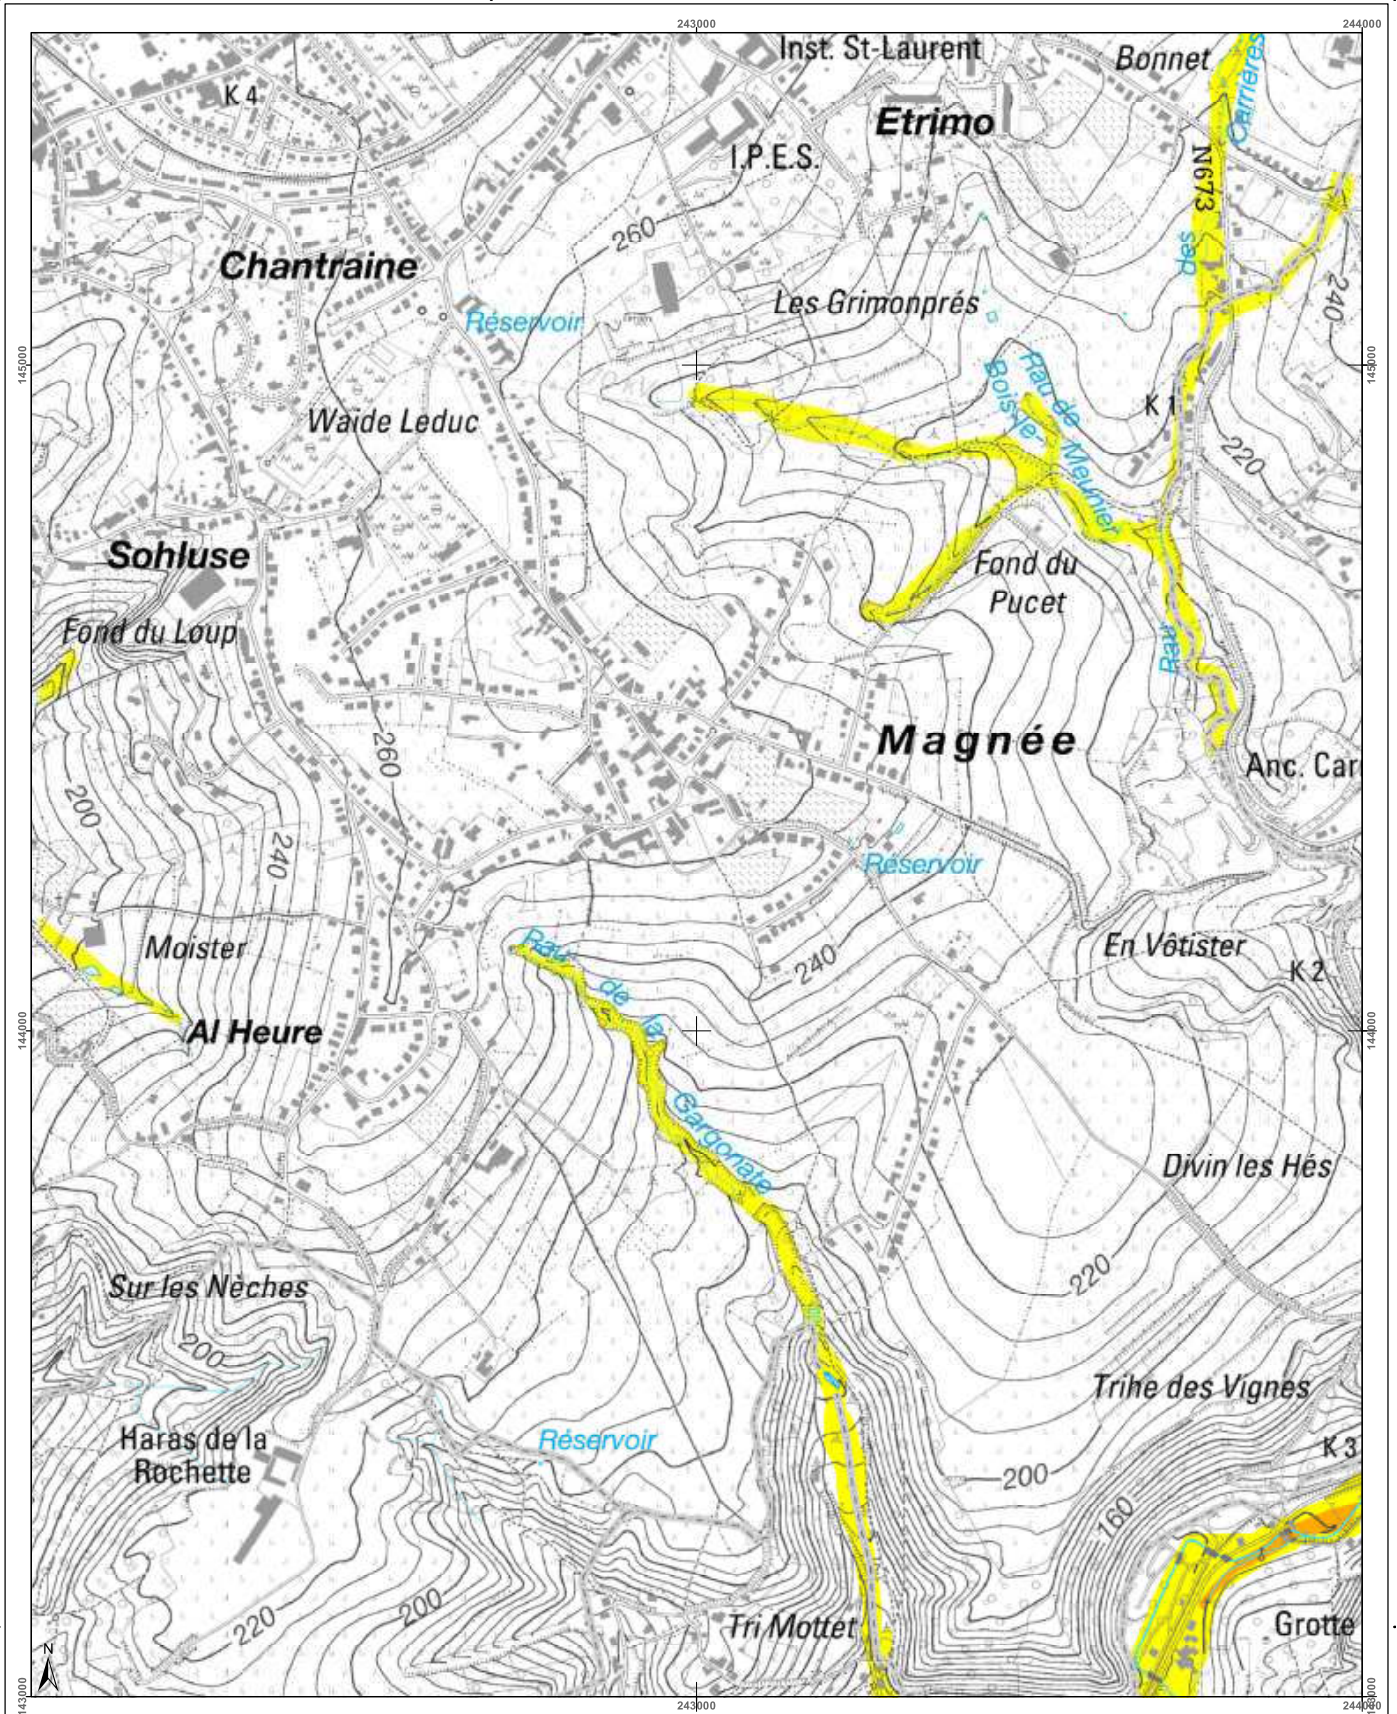 243000
244000
Inst. St-Laurent
Bonnet
K 4
Carrières
Etrimo
I.P.E.S.
N673
260
des
Chantraine
Les Grimonprés
240
Réservoir
145000
145000
Rau de
Bois-le-
Meunier
K 1
Waide Leduc
220
Sohluse
Fond du
Pucet
Fond du Loup
Rau
Magnée
260
Anc. Car
200
240
Réservoir
Moister
Rau de la
Gargonate
240
En Vôtister
K 2
Al Heure
144000
144000
Divin les Hés
Sur les Nèches
220
200
Trihe des Vignes
Haras de la
Rochette
Réservoir
K 3
200
160
200
220
Tri Mottet
Grotte
N
143000
243000
244000